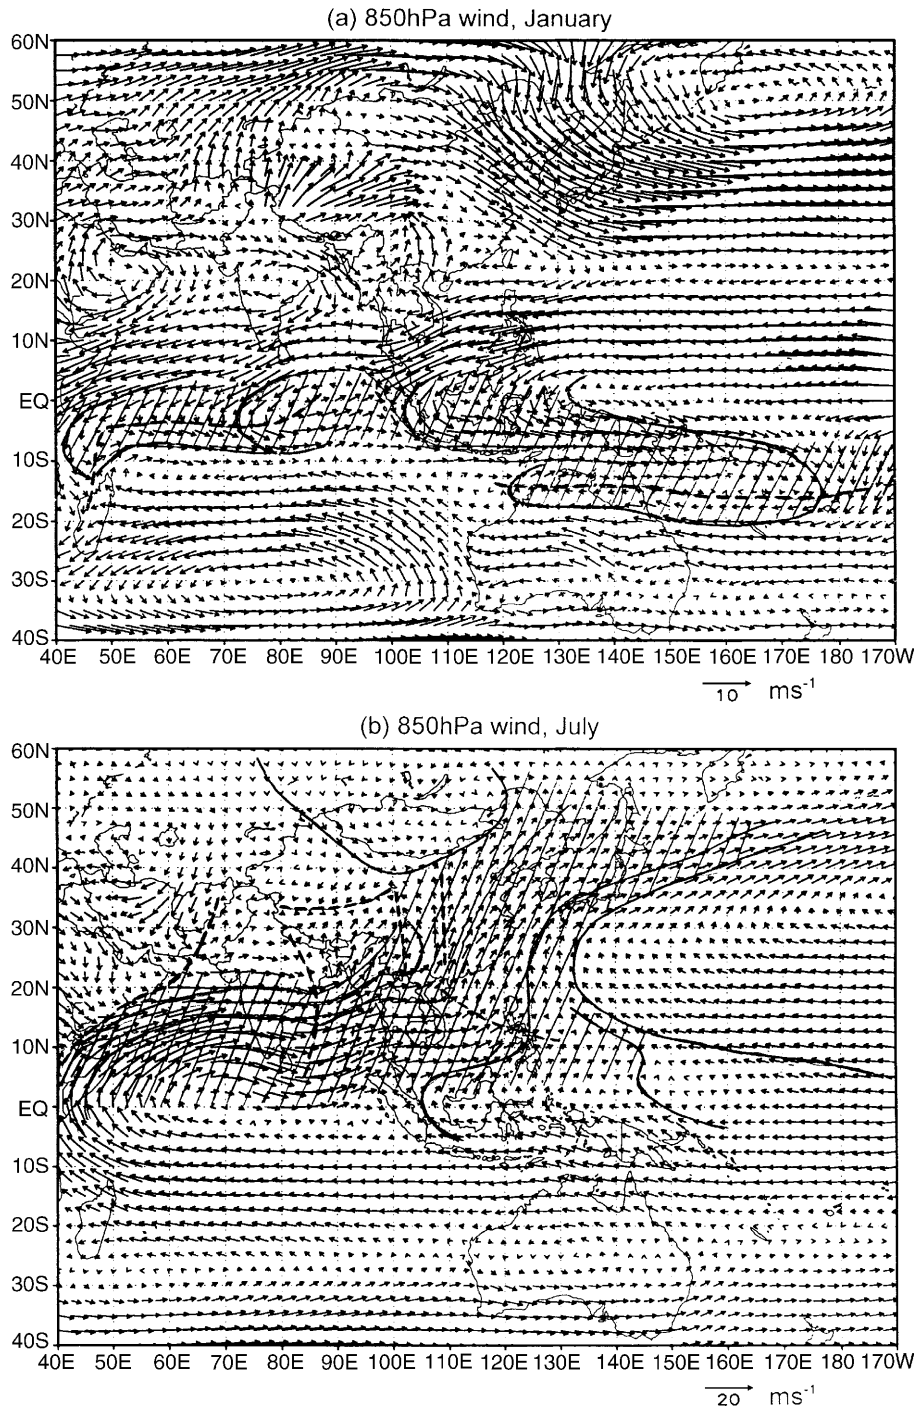 (a) 850hPa wind, January
60N
50N
40N
30N
20N
10N
EQ
10S
20S
30S
40S
40E 50E 60E 70E 80E 90E 100E 110E 120E 130E 140E 150E 160E 170E 180 170W
10 ms-1
(b) 850hPa wind, July
60N
50N
40N
30N
20N
10N
EQ
10S
20S
30S
40S
40E 50E 60E 70E 80E 90E 100E 110E 120E 130E 140E 150E 160E 170E 180 170W
20 ms-1